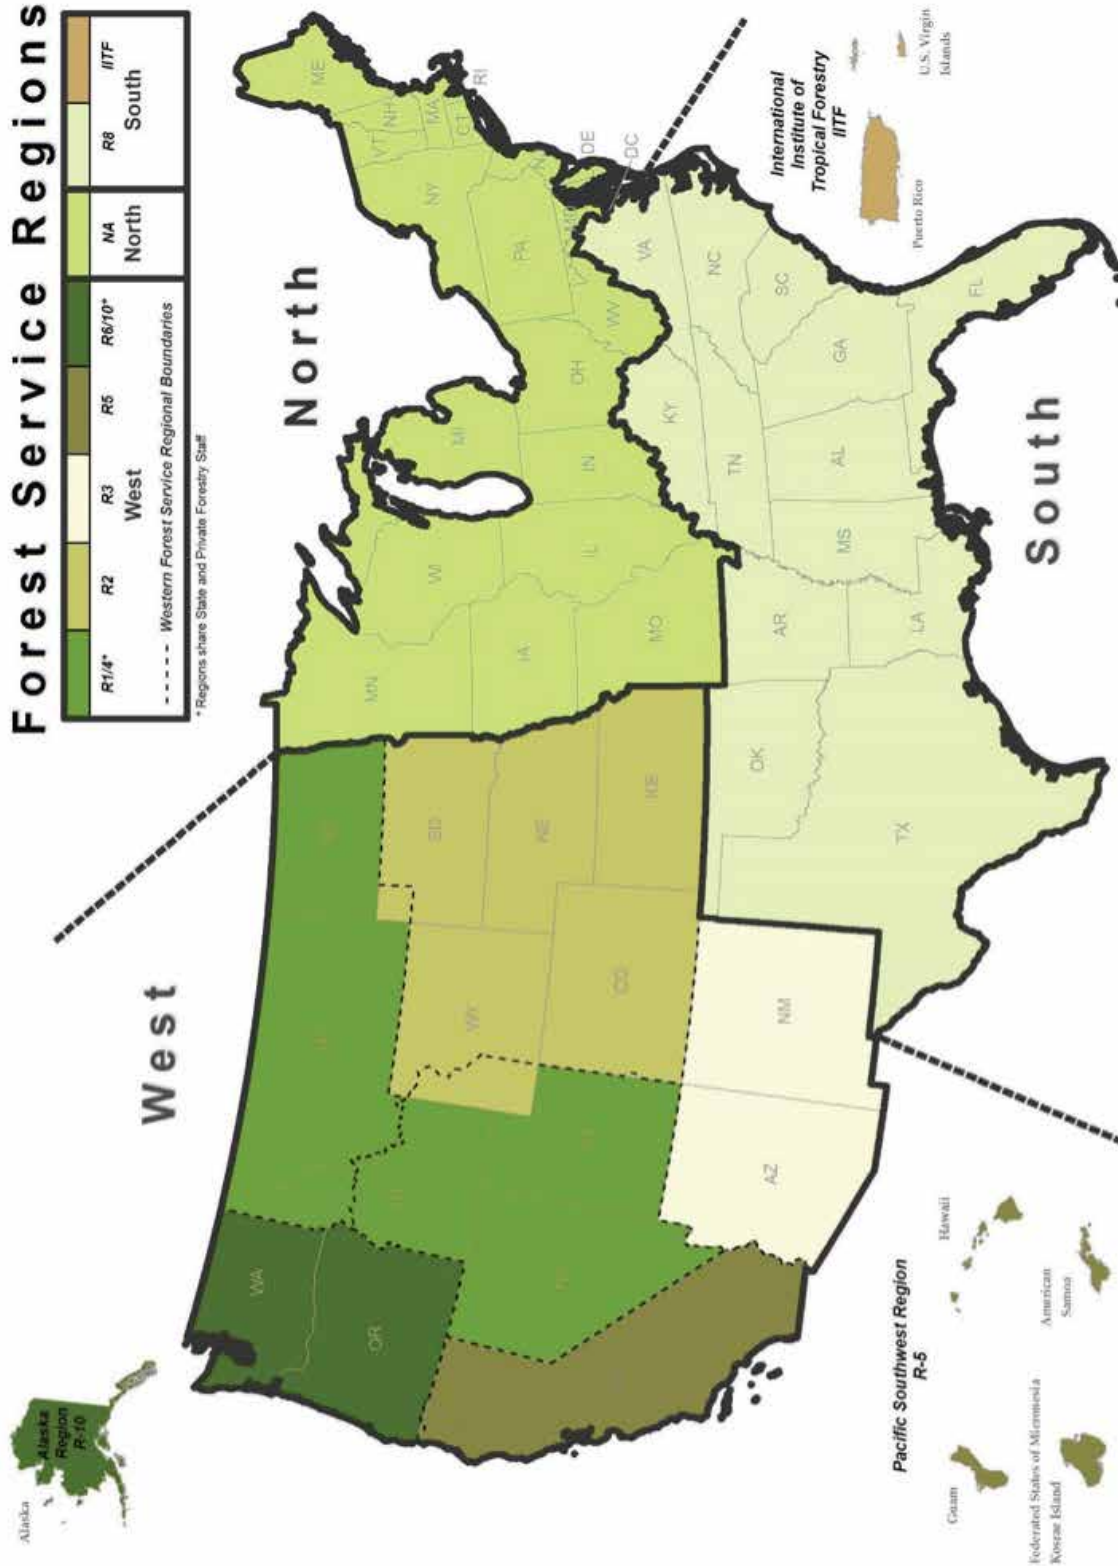 Forest Service Regions
R1/4*
R2
R3
R5
R6/10*
NA
R8
IITF
West
North
South
Western Forest Service Regional Boundaries
* Regions share State and Private Forestry Staff
West
North
South
Alaska
Alaska
Region
R-10
WA
OR
ID
NV
WY
SD
NE
CO
AZ
NM
MN
IA
MO
WI
IL
MI
IN
OH
WV
PA
NY
VT
NH
ME
MA
CT
RI
DE
DC
VA
KY
TN
NC
SC
GA
FL
AL
MS
AR
LA
OK
TX
Pacific Southwest Region
R-5
Guam
Hawaii
Federated States of Micronesia
Kosrae Island
American
Samoa
International
Institute of
Tropical Forestry
IITF
Puerto Rico
U.S. Virgin
Islands